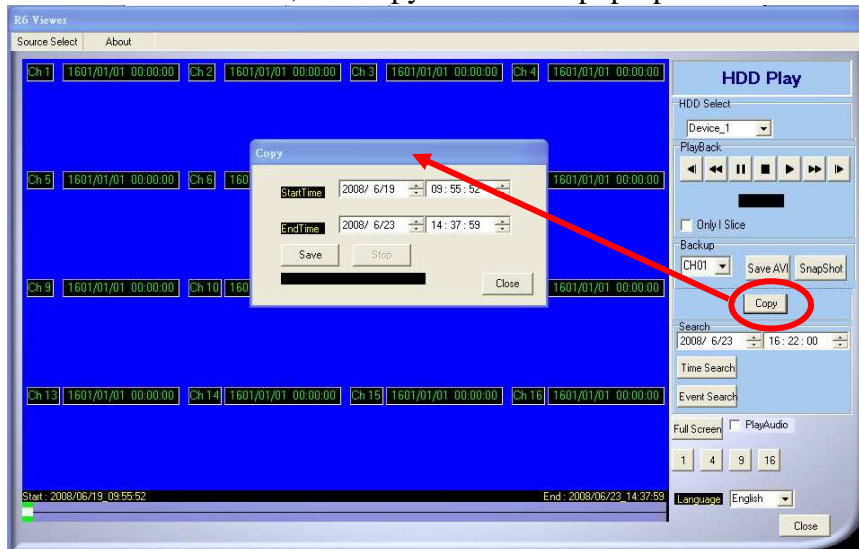 R6 Viewer
Source Select About
Ch 1 1601/01/01 00:00:00 Ch 2 1601/01/01 00:00:00 Ch 3 1601/01/01 00:00:00 Ch 4 1601/01/01 00:00:00
HDD Play
HDD Select
Device_1
PlayBack
Only I Slice
Backup
CH01 Save AVI SnapShot
Copy
Search
2008/ 6/23 16:22:00
Time Search
Event Search
Full Screen PlayAudio
1 4 9 16
Language English
Close
Copy
StartTime 2008/ 6/19 09:55:52
EndTime 2008/ 6/23 14:37:59
Save Stop
Close
Ch 5 1601/01/01 00:00:00 Ch 6 160 1601/01/01 00:00:00
Ch 9 1601/01/01 00:00:00 Ch 10 160 1601/01/01 00:00:00
Ch 13 1601/01/01 00:00:00 Ch 14 1601/01/01 00:00:00 Ch 15 1601/01/01 00:00:00 Ch 16 1601/01/01 00:00:00
Start : 2008/06/19_09:55:52 End : 2008/06/23_14:37:59